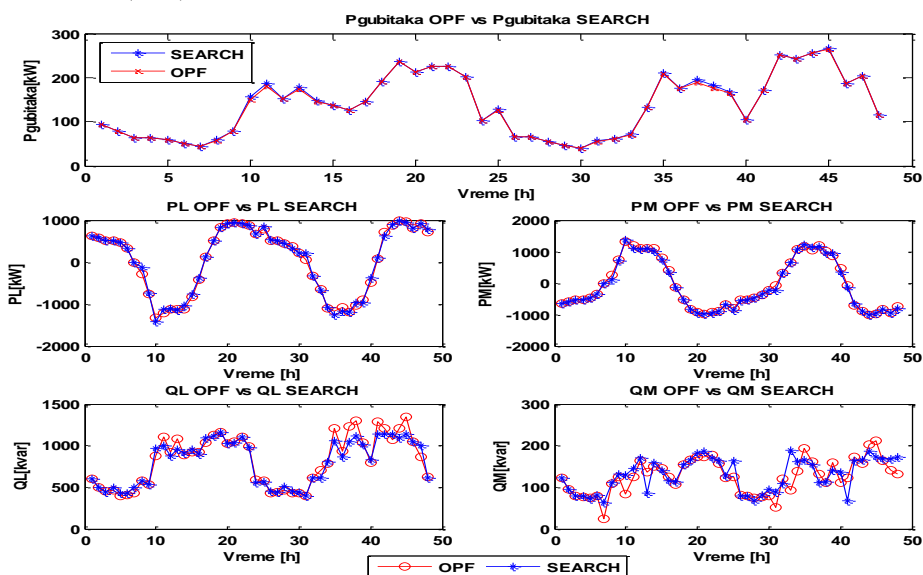 Pgubitaka OPF vs Pgubitaka SEARCH
300
200
100
0
Pgubitaka[kW]
SEARCH
OPF
0 5 10 15 20 25 30 35 40 45 50
Vreme [h]
PL OPF vs PL SEARCH
1000
0
-1000
-2000
PL[kW]
0 10 20 30 40 50
Vreme [h]
PM OPF vs PM SEARCH
2000
1000
0
-1000
-2000
PM[kW]
0 10 20 30 40 50
Vreme [h]
QL OPF vs QL SEARCH
1500
1000
500
0
QL[kvar]
0 10 20 30 40 50
Vreme [h]
QM OPF vs QM SEARCH
300
200
100
0
QM[kvar]
0 10 20 30 40 50
Vreme [h]
OPF SEARCH